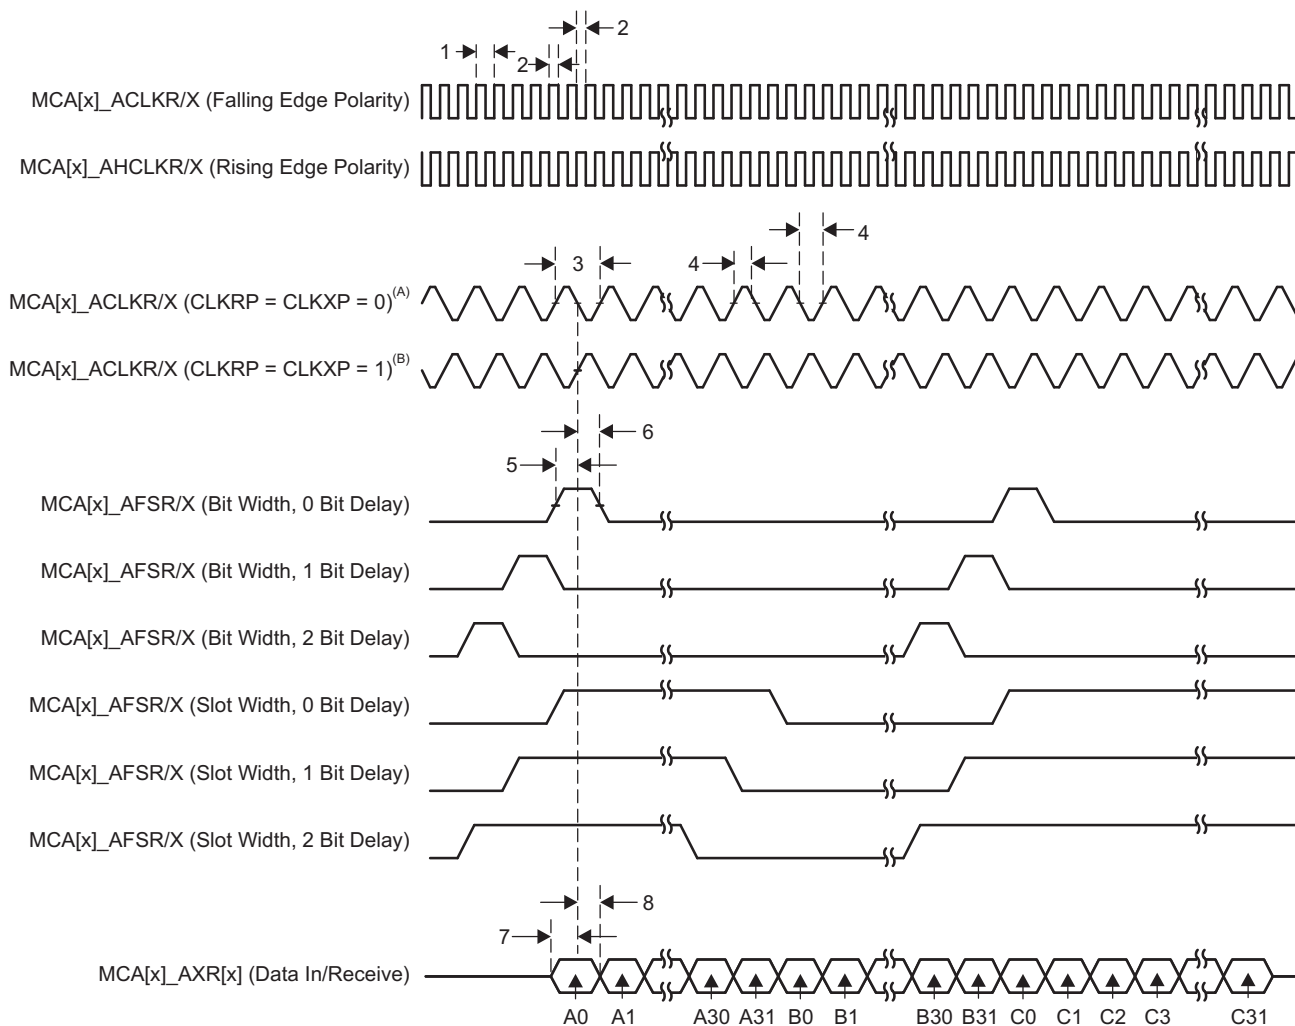 2
1
2
MCA[x]_ACLKR/X (Falling Edge Polarity)
MCA[x]_AHCLKR/X (Rising Edge Polarity)
4
3
4
MCA[x]_ACLKR/X (CLKRP = CLKXP = 0)(A)
MCA[x]_ACLKR/X (CLKRP = CLKXP = 1)(B)
6
5
MCA[x]_AFSR/X (Bit Width, 0 Bit Delay)
MCA[x]_AFSR/X (Bit Width, 1 Bit Delay)
MCA[x]_AFSR/X (Bit Width, 2 Bit Delay)
MCA[x]_AFSR/X (Slot Width, 0 Bit Delay)
MCA[x]_AFSR/X (Slot Width, 1 Bit Delay)
MCA[x]_AFSR/X (Slot Width, 2 Bit Delay)
8
7
MCA[x]_AXR[x] (Data In/Receive)
A0 A1 A30 A31 B0 B1 B30 B31 C0 C1 C2 C3 C31